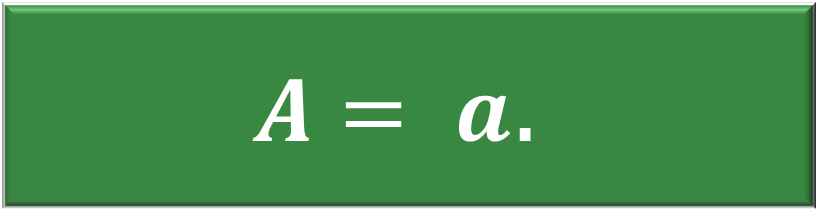 A = a.